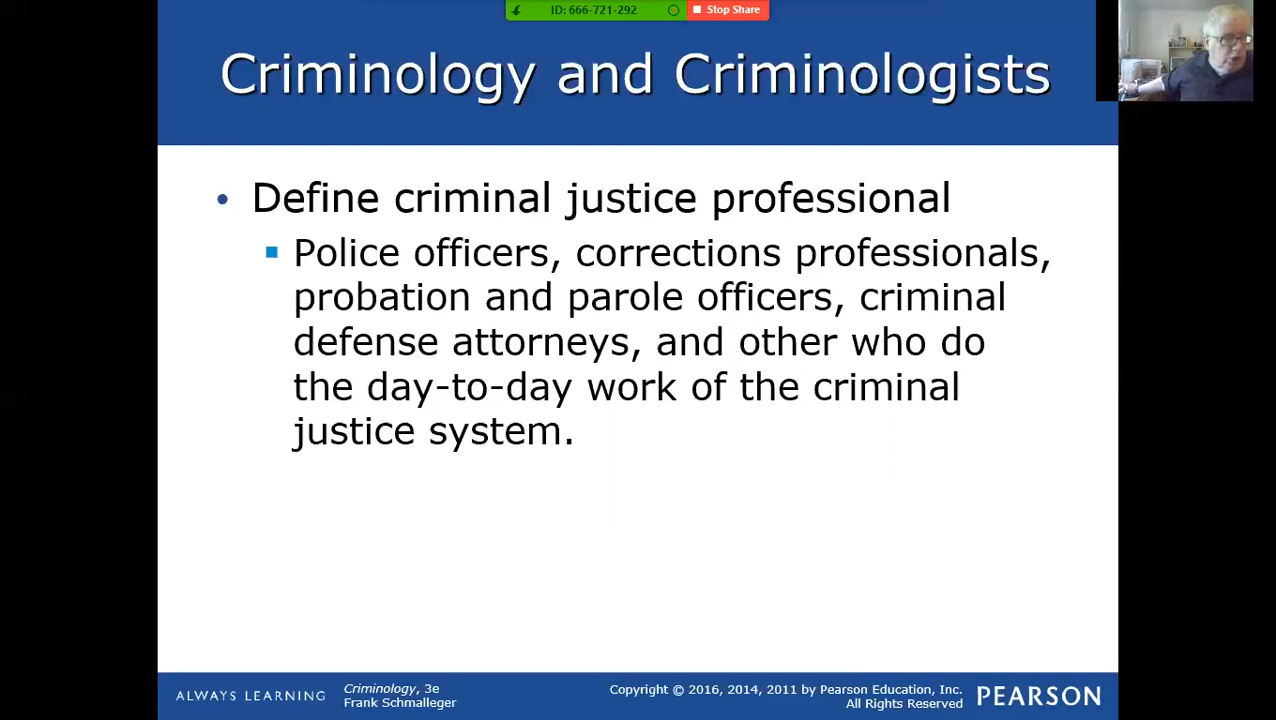 ID: 666-721-292
Stop Share
Criminology and Criminologists
• Define criminal justice professional
▪ Police officers, corrections professionals,
probation and parole officers, criminal
defense attorneys, and other who do
the day-to-day work of the criminal
justice system.
ALWAYS LEARNING
Criminology, 3e
Frank Schmalleger
Copyright © 2016, 2014, 2011 by Pearson Education, Inc.
All Rights Reserved
PEARSON